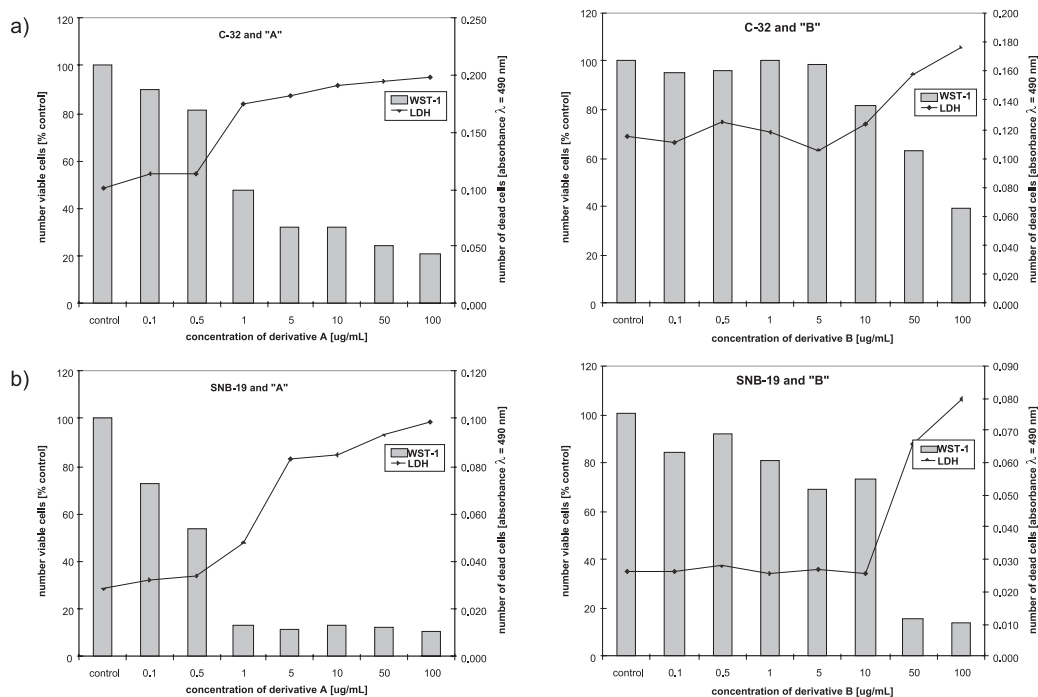 a)
C-32 and "A"
number viable cells [% control]
120
100
80
60
40
20
0
number of dead cells [absorbance λ = 490 nm]
0.250
0.200
0.150
0.100
0.050
0.000
WST-1
LDH
control 0.1 0.5 1 5 10 50 100
concentration of derivative A [ug/mL]
C-32 and "B"
number viable cells [% control]
120
100
80
60
40
20
0
number of dead cells [absorbance λ = 490 nm]
0.200
0.180
0.160
0.140
0.120
0.100
0.080
0.060
0.040
0.020
0.000
WST-1
LDH
control 0.1 0.5 1 5 10 50 100
concentration of derivative B [ug/mL]
b)
SNB-19 and "A"
number viable cells [% control]
120
100
80
60
40
20
0
number of dead cells [absorbance λ = 490 nm]
0.120
0.100
0.080
0.060
0.040
0.020
0.000
WST-1
LDH
control 0.1 0.5 1 5 10 50 100
concentration of derivative A [ug/mL]
SNB-19 and "B"
number viable cells [% control]
120
100
80
60
40
20
0
number of dead cells [absorbance λ = 490 nm]
0.090
0.080
0.070
0.060
0.050
0.040
0.030
0.020
0.010
0.000
WST-1
LDH
control 0.1 0.5 1 5 10 50 100
concentration of derivative B [ug/mL]